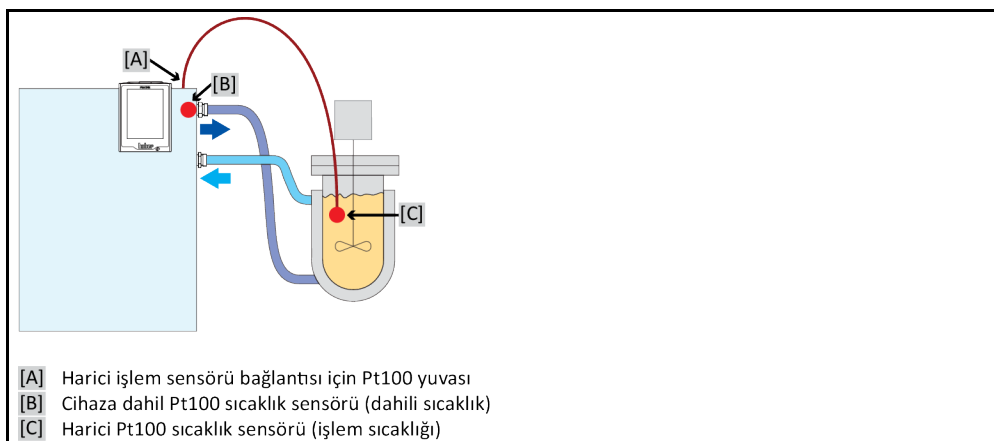 [A]
[B]
[C]
huber
[A] Harici işlem sensörü bağlantısı için Pt100 yuvası
[B] Cihaza dahil Pt100 sıcaklık sensörü (dahili sıcaklık)
[C] Harici Pt100 sıcaklık sensörü (işlem sıcaklığı)